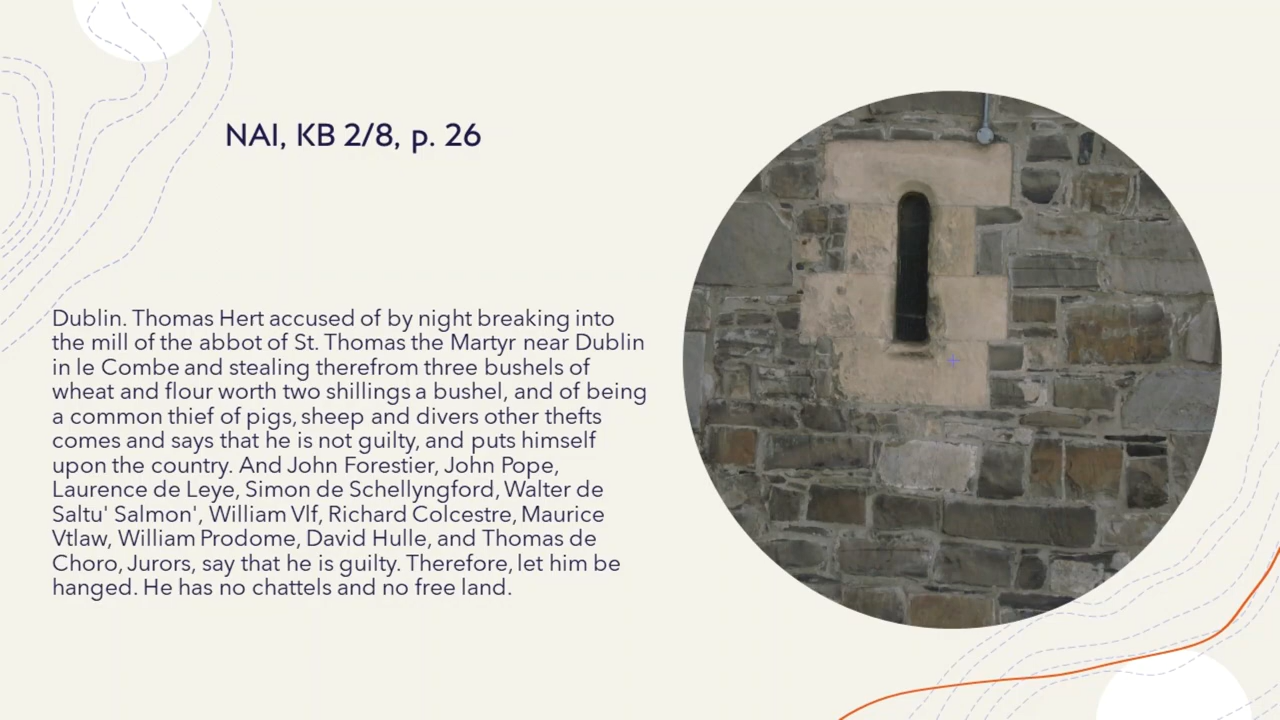 NAI, KB 2/8, p. 26
Dublin. Thomas Hert accused of by night breaking into
the mill of the abbot of St. Thomas the Martyr near Dublin
in le Combe and stealing therefrom three bushels of
wheat and flour worth two shillings a bushel, and of being
a common thief of pigs, sheep and divers other thefts
comes and says that he is not guilty, and puts himself
upon the country. And John Forestier, John Pope,
Laurence de Leye, Simon de Schellyngford, Walter de
Saltu' Salmon', William Vlf, Richard Colcestre, Maurice
Vtlaw, William Prodome, David Hulle, and Thomas de
Choro, Jurors, say that he is guilty. Therefore, let him be
hanged. He has no chattels and no free land.